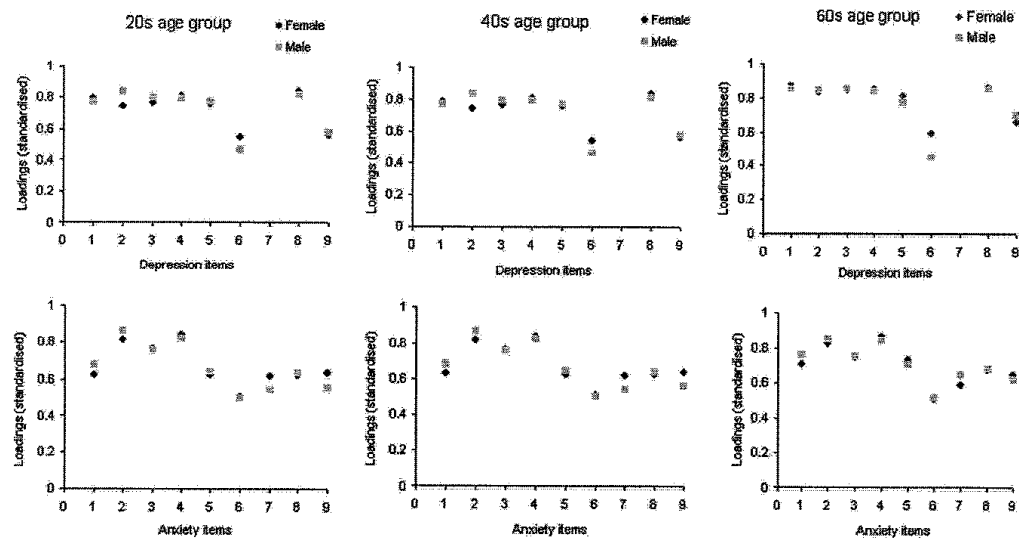 20s age group
♦ Female
■ Male
Loadings (standardised)
1
0.8
0.6
0.4
0.2
0
0 1 2 3 4 5 6 7 8 9
Depression items
40s age group
♦ Female
■ Male
Loadings (standardised)
1
0.8
0.6
0.4
0.2
0
0 1 2 3 4 5 6 7 8 9
Depression items
60s age group
♦ Female
■ Male
Loadings (standardised)
1
0.8
0.6
0.4
0.2
0
0 1 2 3 4 5 6 7 8 9
Depression items
Loadings (standardised)
1
0.8
0.6
0.4
0.2
0
0 1 2 3 4 5 6 7 8 9
Anxiety items
Loadings (standardised)
1
0.8
0.6
0.4
0.2
0
0 1 2 3 4 5 6 7 8 9
Anxiety items
Loadings (standardised)
1
0.8
0.6
0.4
0.2
0
0 1 2 3 4 5 6 7 8 9
Anxiety items